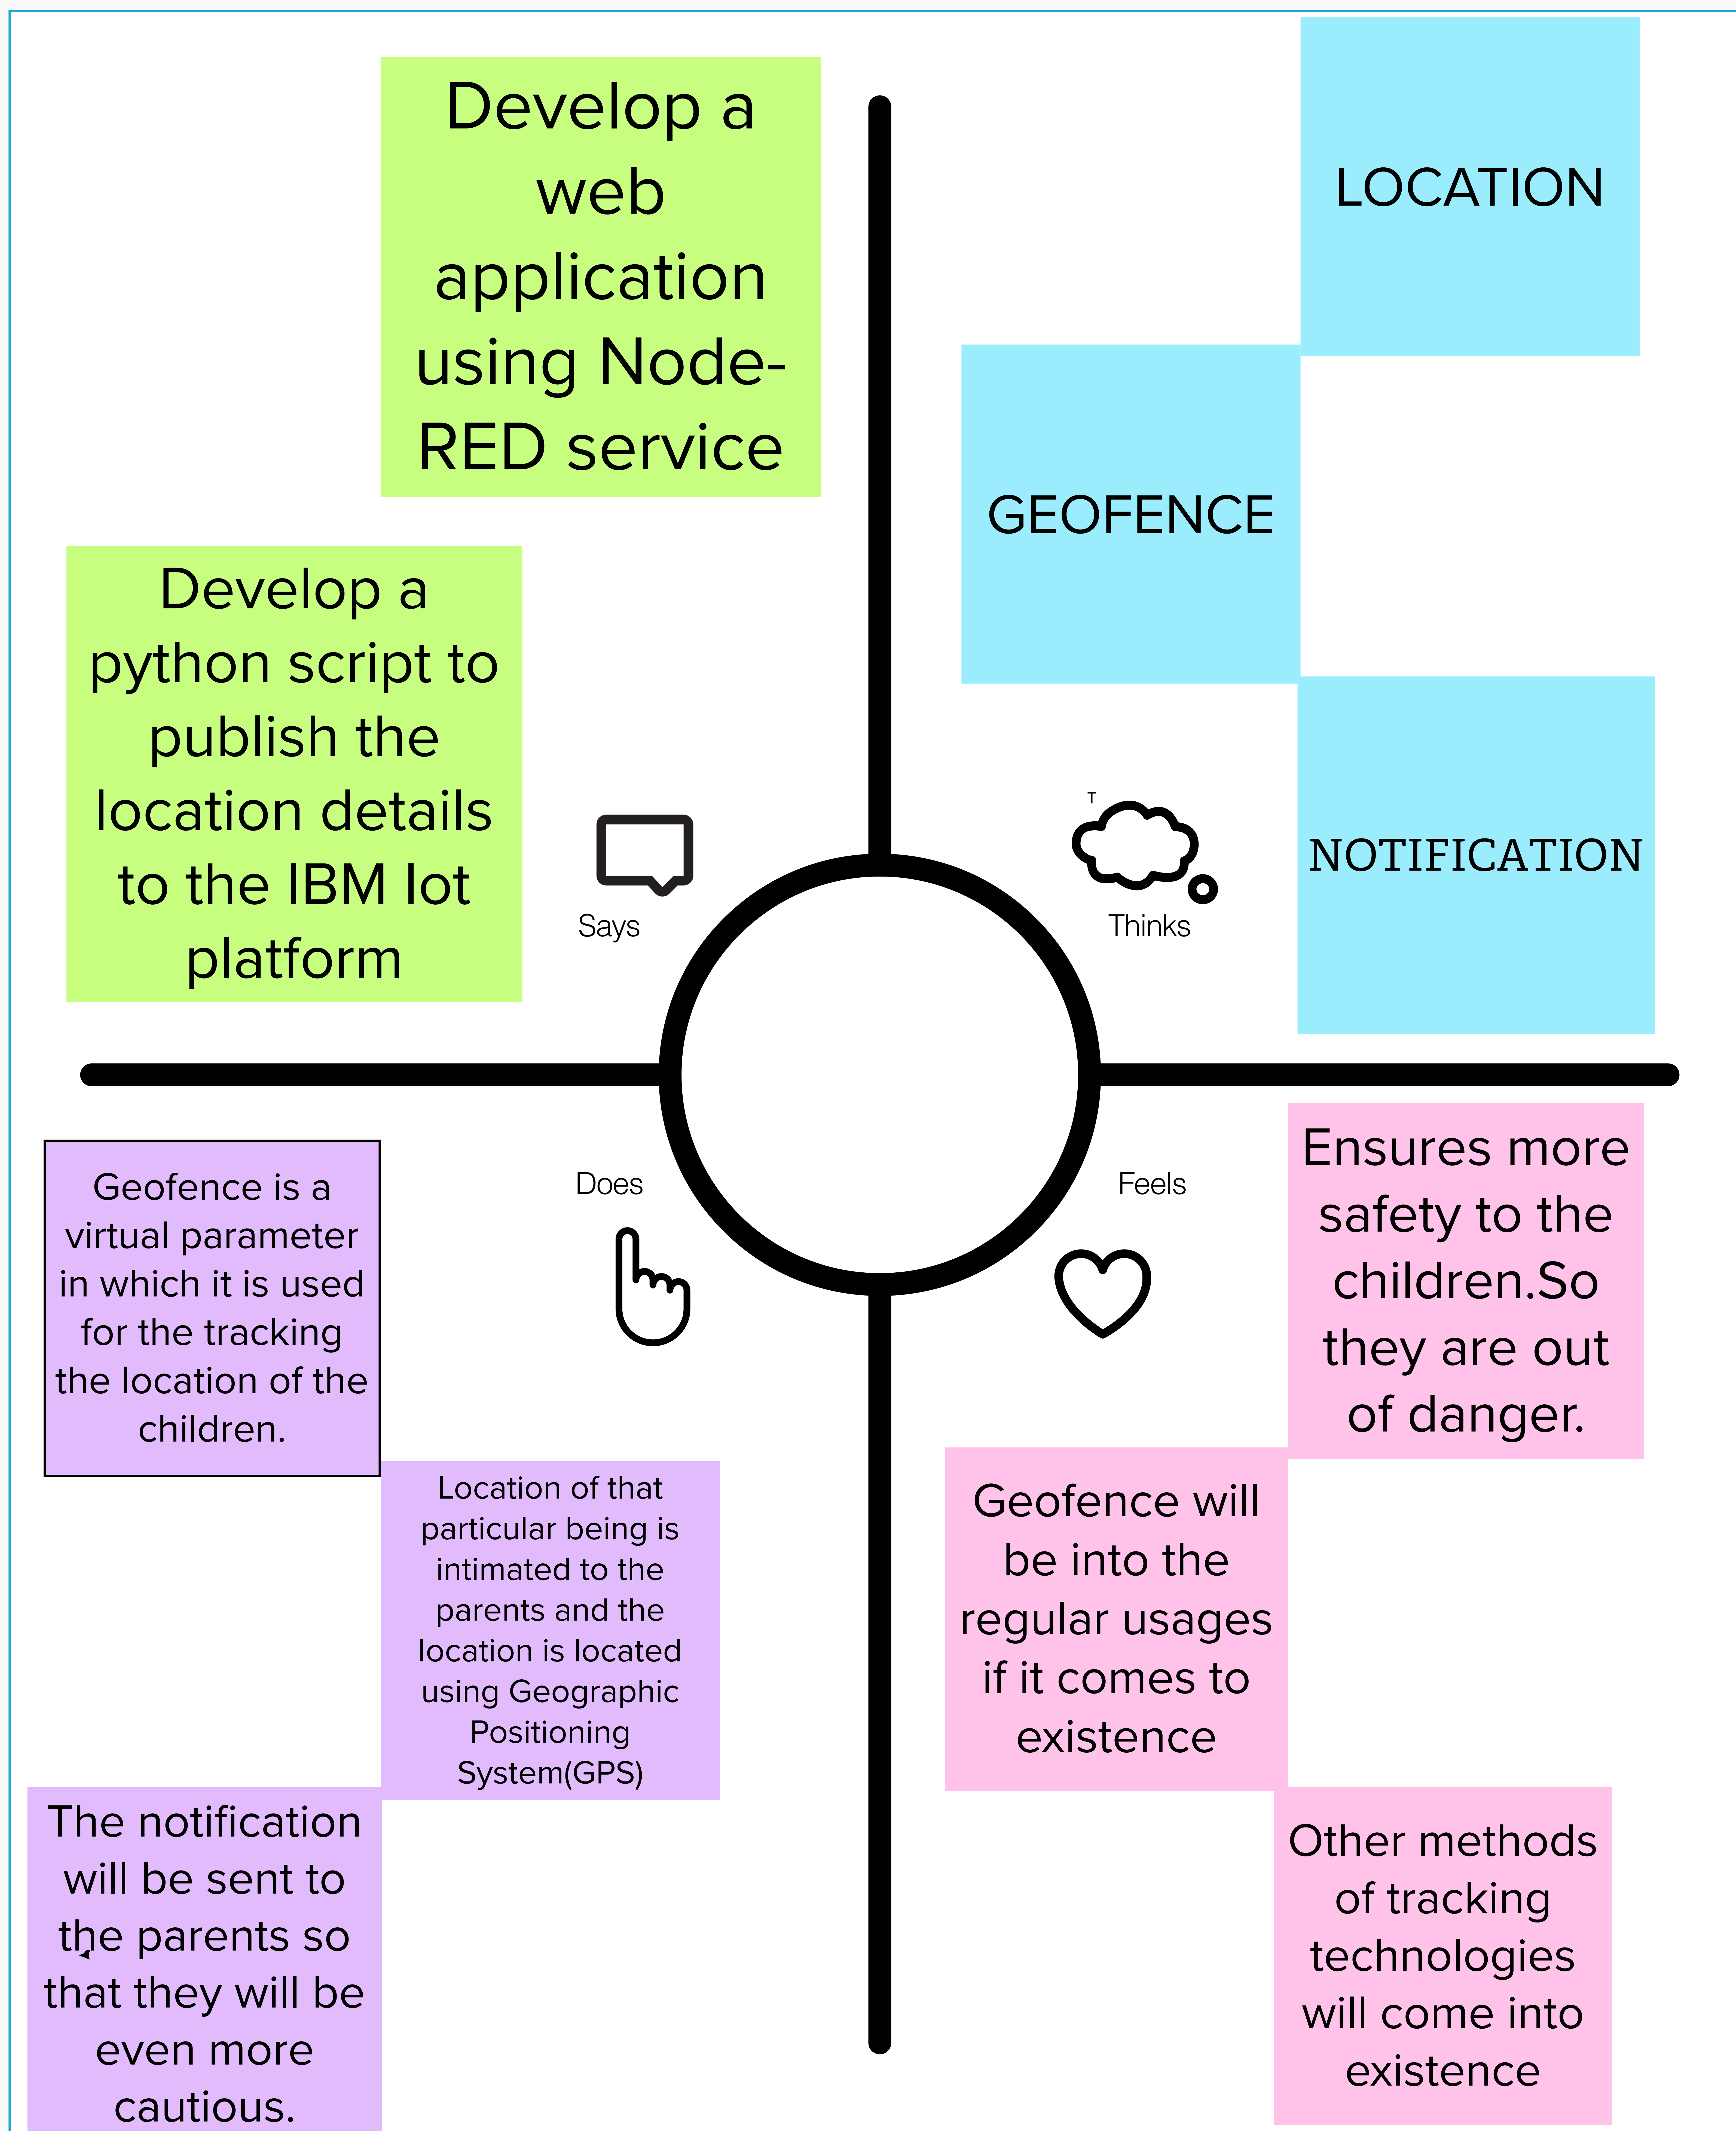 Develop a
web
application
using Node-
RED service
Develop a
python script to
publish the
location details
to the IBM Iot
platform
Says
LOCATION
GEOFENCE
NOTIFICATION
T
Thinks
Does
Geofence is a
virtual parameter
in which it is used
for the tracking
the location of the
children.
Location of that
particular being is
intimated to the
parents and the
location is located
using Geographic
Positioning
System(GPS)
The notification
will be sent to
the parents so
that they will be
even more
cautious.
Feels
Ensures more
safety to the
children.So
they are out
of danger.
Geofence will
be into the
regular usages
if it comes to
existence
Other methods
of tracking
technologies
will come into
existence